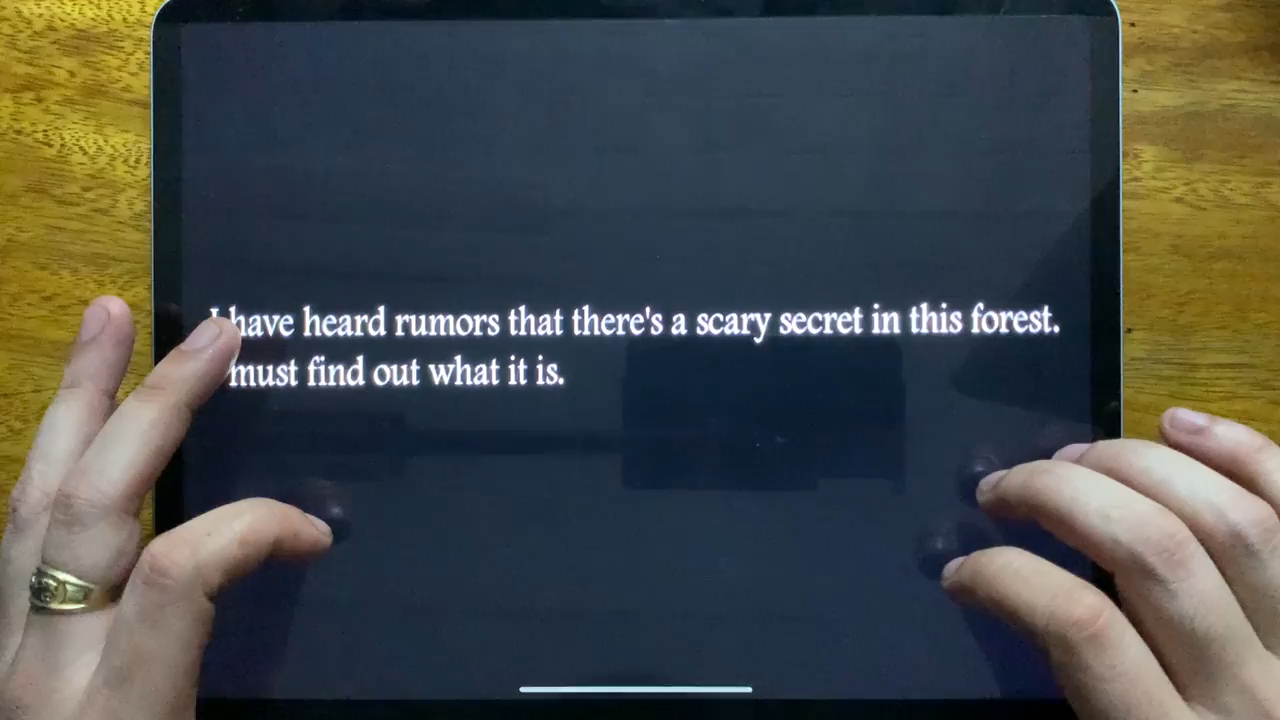 I have heard rumors that there's a scary secret in this forest.
must find out what it is.